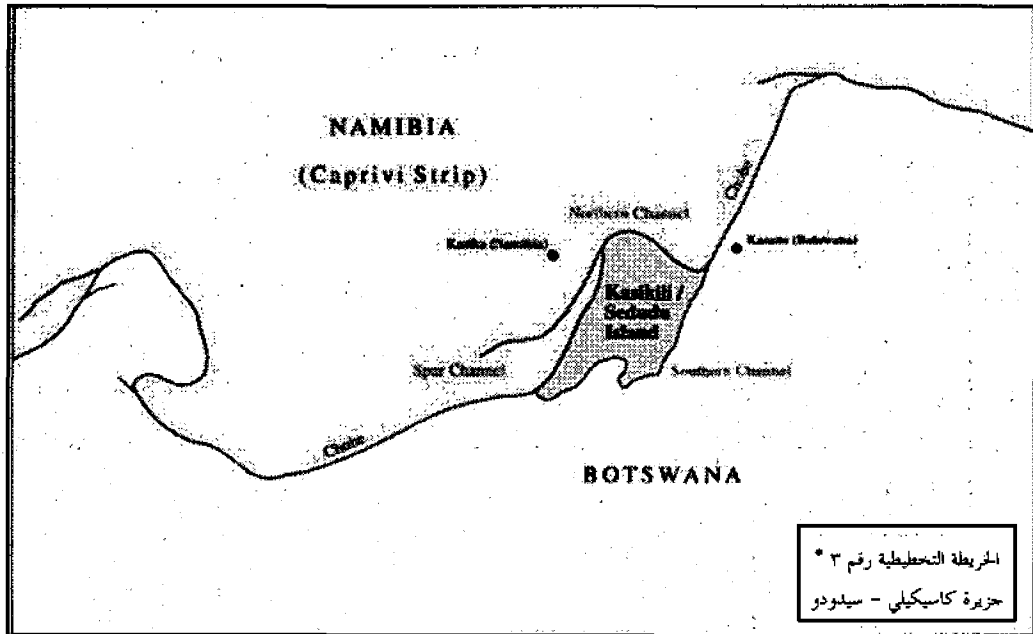 NAMIBIA
(Caprivi Strip)
Chobe
Northern Channel
Kasika (Namibia)
Kasane (Botswana)
Kasikili /
Sedudu
Island
Spur Channel
Southern Channel
Chobe
BOTSWANA
الخريطة التخطيطية رقم ٣ *
جزيرة كاسيكيلي - سيدودو